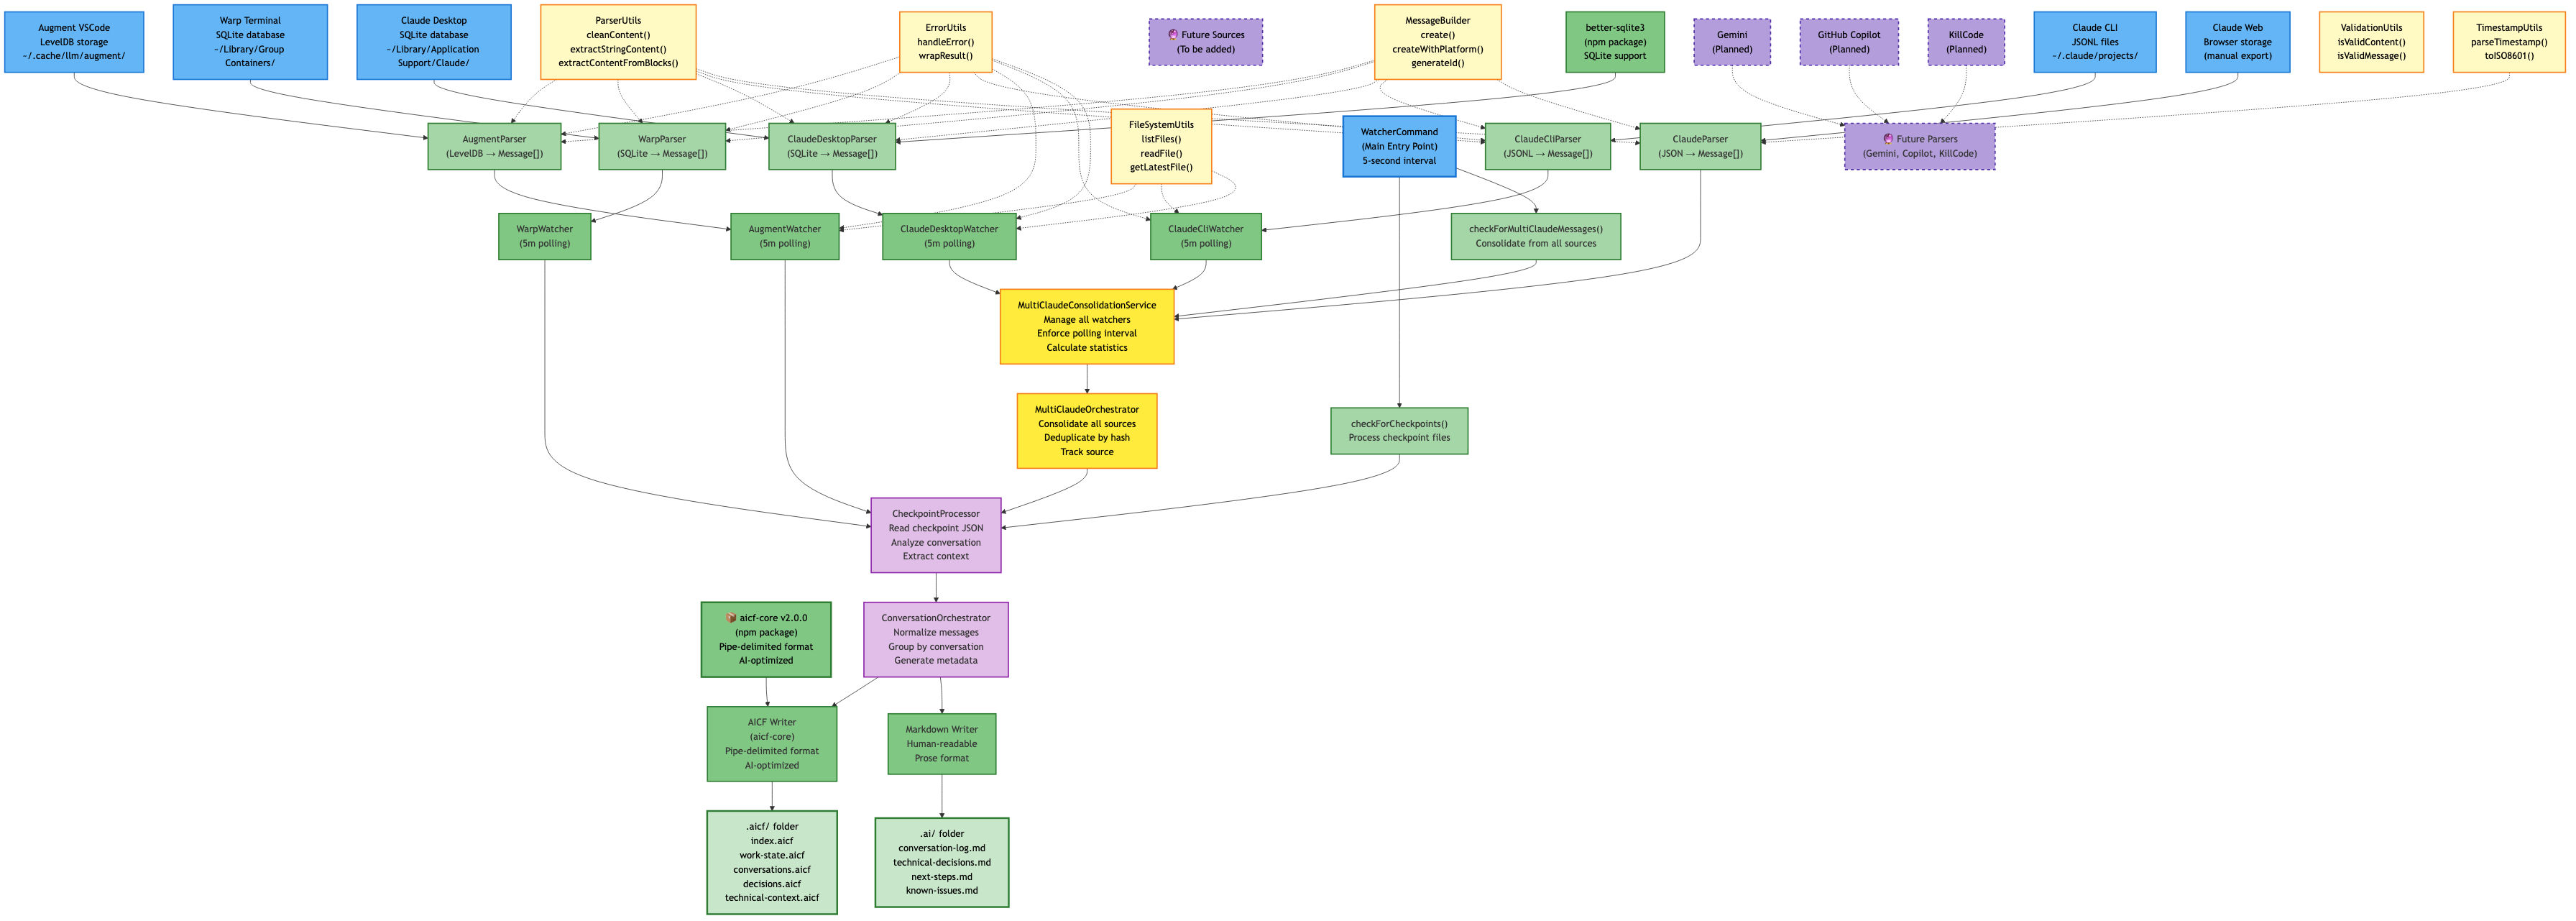 Augment VSCode
LevelDB storage
~/.cache/llm/augment/
Warp Terminal
SQLite database
~/Library/Group
Containers/
Claude Desktop
SQLite database
~/Library/Application
Support/Claude/
ParserUtils
cleanContent()
extractStringContent()
extractContentFromBlocks()
ErrorUtils
handleError()
wrapResult()
🔮 Future Sources
(To be added)
MessageBuilder
create()
createWithPlatform()
generateId()
better-sqlite3
(npm package)
SQLite support
Gemini
(Planned)
GitHub Copilot
(Planned)
KillCode
(Planned)
Claude CLI
JSONL files
~/.claude/projects/
Claude Web
Browser storage
(manual export)
ValidationUtils
isValidContent()
isValidMessage()
TimestampUtils
parseTimestamp()
toISO8601()
AugmentParser
(LevelDB → Message[])
WarpParser
(SQLite → Message[])
ClaudeDesktopParser
(SQLite → Message[])
FileSystemUtils
listFiles()
readFile()
getLatestFile()
WatcherCommand
(Main Entry Point)
5-second interval
ClaudeCliParser
(JSONL → Message[])
ClaudeParser
(JSON → Message[])
🔮 Future Parsers
(Gemini, Copilot, KillCode)
WarpWatcher
(5m polling)
AugmentWatcher
(5m polling)
ClaudeDesktopWatcher
(5m polling)
ClaudeCliWatcher
(5m polling)
checkForMultiClaudeMessages()
Consolidate from all sources
MultiClaudeConsolidationService
Manage all watchers
Enforce polling interval
Calculate statistics
MultiClaudeOrchestrator
Consolidate all sources
Deduplicate by hash
Track source
checkForCheckpoints()
Process checkpoint files
CheckpointProcessor
Read checkpoint JSON
Analyze conversation
Extract context
📦 aicf-core v2.0.0
(npm package)
Pipe-delimited format
AI-optimized
ConversationOrchestrator
Normalize messages
Group by conversation
Generate metadata
AICF Writer
(aicf-core)
Pipe-delimited format
AI-optimized
Markdown Writer
Human-readable
Prose format
.aicf/ folder
index.aicf
work-state.aicf
conversations.aicf
decisions.aicf
technical-context.aicf
.ai/ folder
conversation-log.md
technical-decisions.md
next-steps.md
known-issues.md